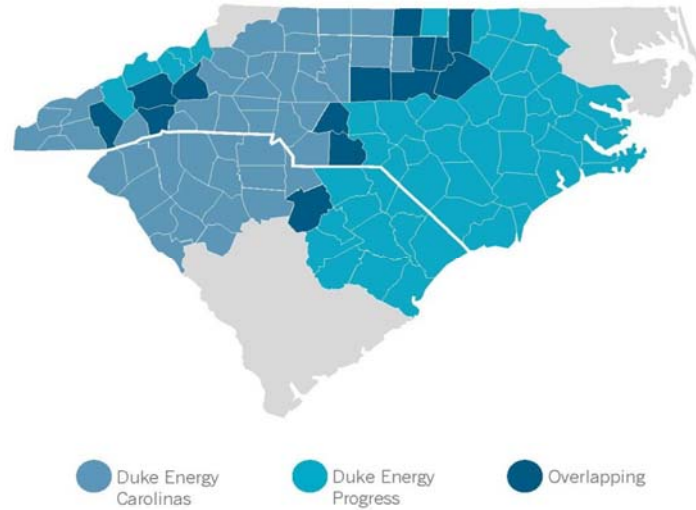 Duke Energy
Carolinas
Duke Energy
Progress
Overlapping